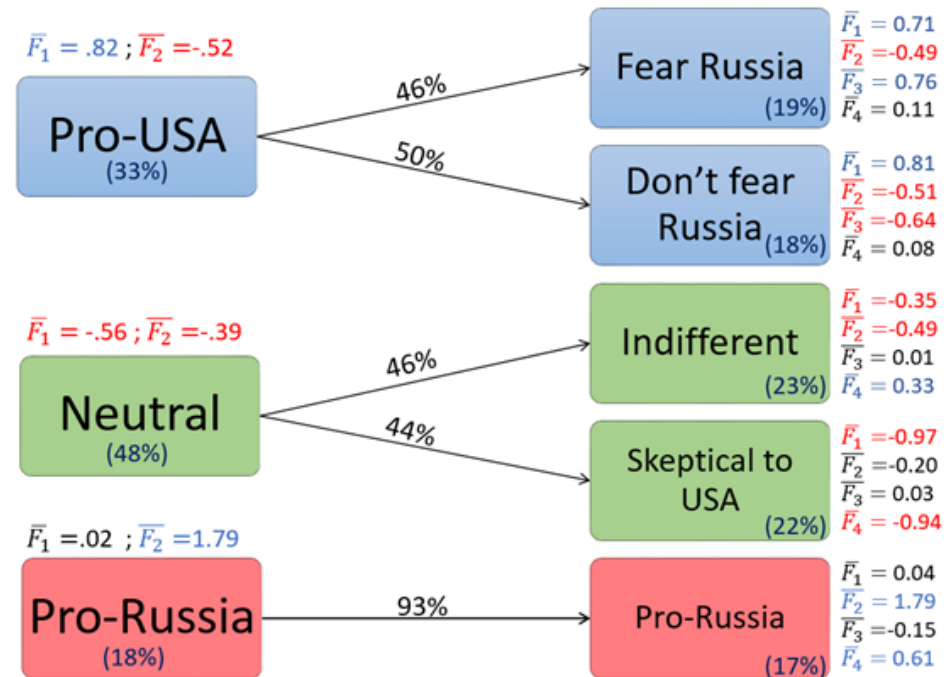 F̅₁ = .82 ; F̅₂ =-.52
Pro-USA
(33%)
46%
50%
Fear Russia
(19%)
F̅₁ = 0.71
F̅₂ =-0.49
F̅₃ = 0.76
F̅₄ = 0.11
Don’t fear
Russia
(18%)
F̅₁ = 0.81
F̅₂ =-0.51
F̅₃ =-0.64
F̅₄ = 0.08
F̅₁ = -.56 ; F̅₂ =-.39
Neutral
(48%)
46%
44%
Indifferent
(23%)
F̅₁ =-0.35
F̅₂ =-0.49
F̅₃ = 0.01
F̅₄ = 0.33
Skeptical to
USA
(22%)
F̅₁ =-0.97
F̅₂ =-0.20
F̅₃ = 0.03
F̅₄ = -0.94
F̅₁ =.02 ; F̅₂ =1.79
Pro-Russia
(18%)
93%
Pro-Russia
(17%)
F̅₁ = 0.04
F̅₂ = 1.79
F̅₃ =-0.15
F̅₄ = 0.61